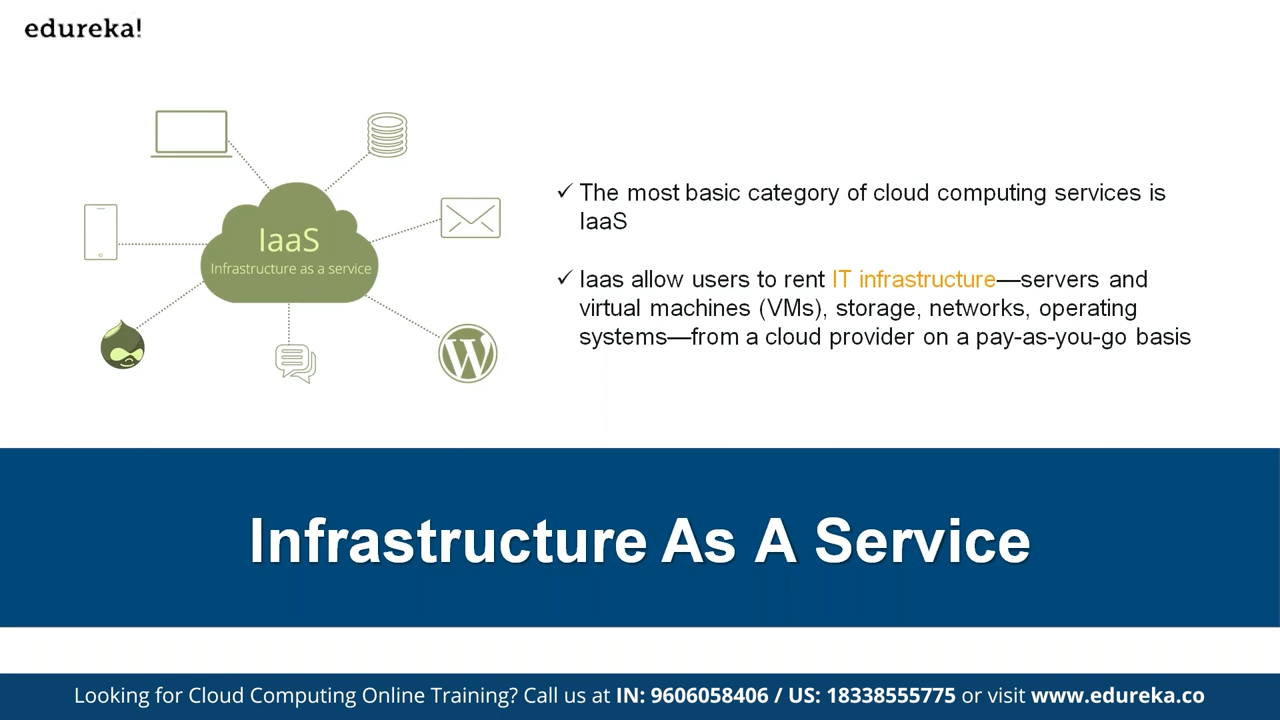 edureka!
IaaS
Infrastructure as a service
✓ The most basic category of cloud computing services is
IaaS
✓ Iaas allow users to rent IT infrastructure—servers and
virtual machines (VMs), storage, networks, operating
systems—from a cloud provider on a pay-as-you-go basis
Infrastructure As A Service
Looking for Cloud Computing Online Training? Call us at IN: 9606058406 / US: 18338555775 or visit www.edureka.co